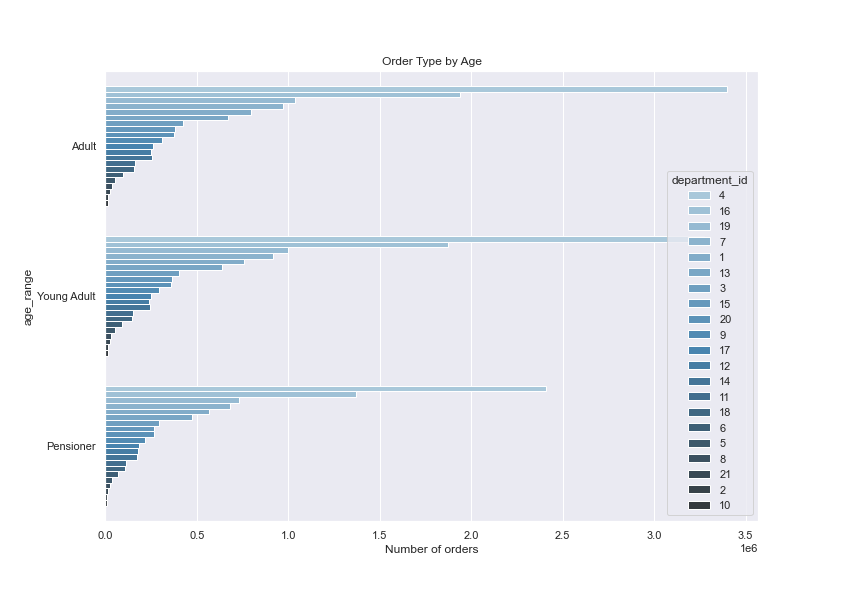 Order Type by Age
age_range
Adult
Young Adult
Pensioner
department_id
4
16
19
7
1
13
3
15
20
9
17
12
14
11
18
6
5
8
21
2
10
0.0 0.5 1.0 1.5 2.0 2.5 3.0 3.5
1e6
Number of orders